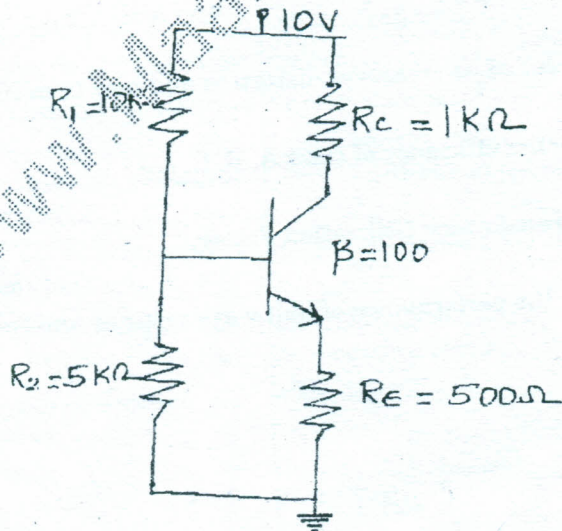 10V
R₁=10K
Rc = 1KΩ
β=100
R₂=5KΩ
RE = 500Ω